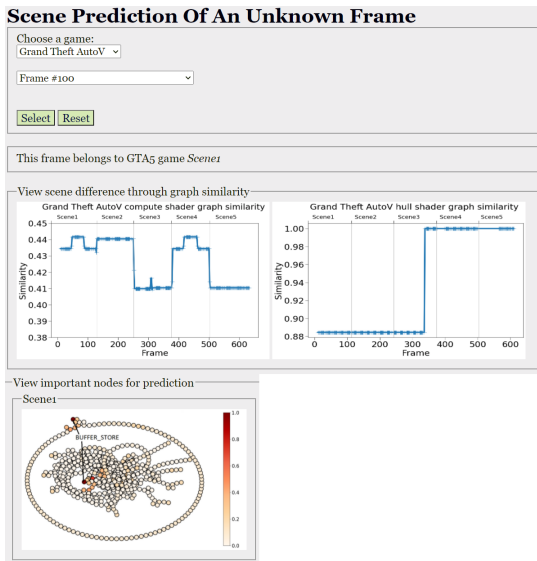 Scene Prediction Of An Unknown Frame
Choose a game:
Grand Theft AutoV
Frame #100
Select Reset
This frame belongs to GTA5 game Scene1
View scene difference through graph similarity
Grand Theft AutoV compute shader graph similarity
Scene1 Scene2 Scene3 Scene4 Scene5
0.45
0.44
0.43
0.42
0.41
0.40
0.39
0.38
Similarity
0 100 200 300 400 500 600
Frame
Grand Theft AutoV hull shader graph similarity
Scene1 Scene2 Scene3 Scene4 Scene5
1.00
0.98
0.96
0.94
0.92
0.90
0.88
Similarity
0 100 200 300 400 500 600
Frame
View important nodes for prediction
Scene1
BUFFER_STORE
1.0
0.8
0.6
0.4
0.2
0.0